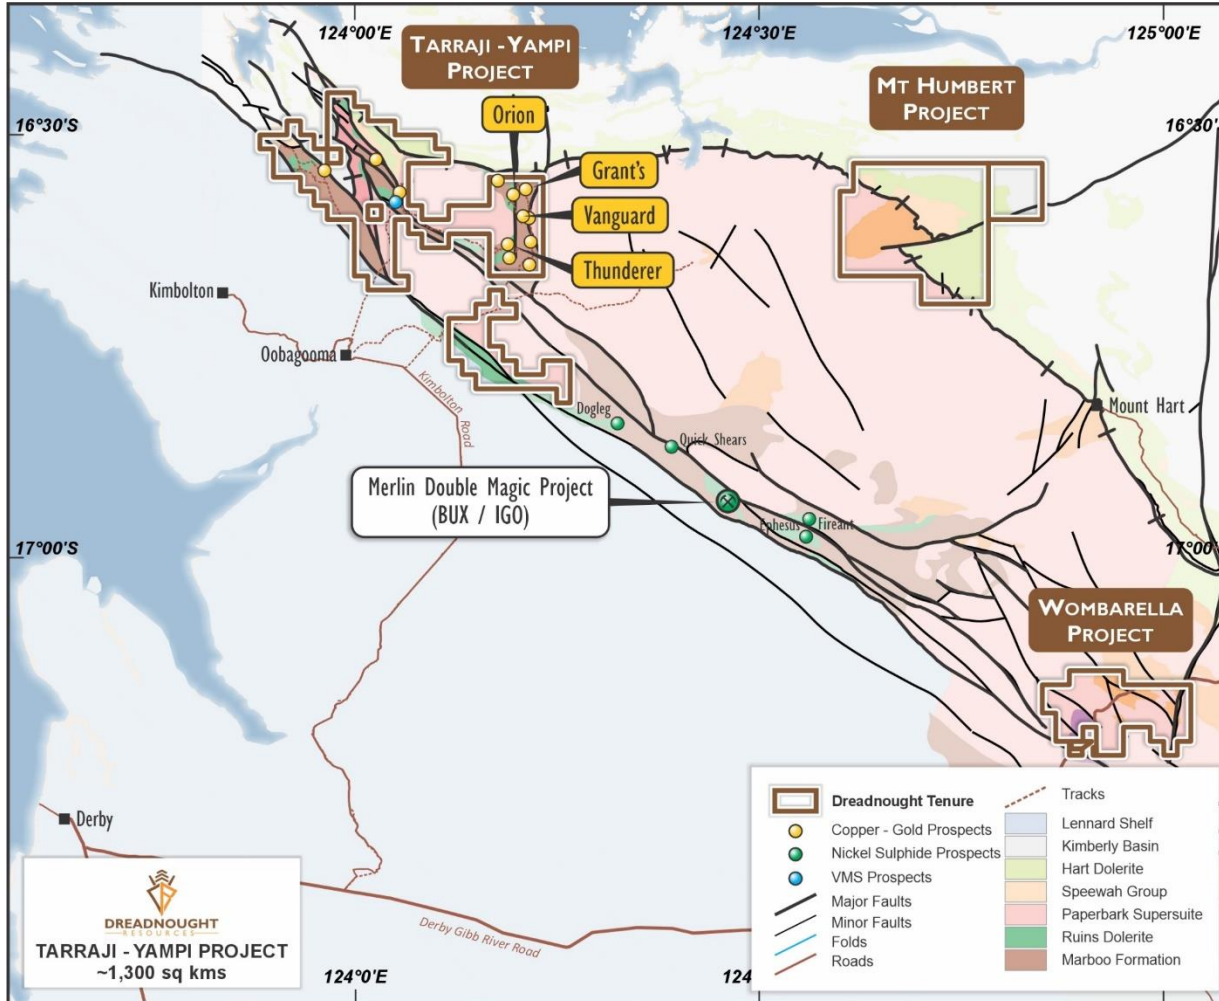 124°00'E
124°30'E
125°00'E
TARRAJI -YAMPI
PROJECT
MT HUMBERT
PROJECT
16°30'S
16°30'
Orion
Grant's
Vanguard
Thunderer
Kimbolton
Oobagooma
Kimbolton
Road
Mount Hart
Dogleg
Quick Shears
Merlin Double Magic Project
(BUX / IGO)
Ephesus
Fireant
17°00'S
17°00'
WOMBARELLA
PROJECT
Derby
Derby Gibb River Road
DREADNOUGHT
RESOURCES
TARRAJI - YAMPI PROJECT
~1,300 sq kms
124°0'E
124
Dreadnought Tenure
Copper - Gold Prospects
Nickel Sulphide Prospects
VMS Prospects
Major Faults
Minor Faults
Folds
Roads
Tracks
Lennard Shelf
Kimberly Basin
Hart Dolerite
Speewah Group
Paperbark Supersuite
Ruins Dolerite
Marboo Formation